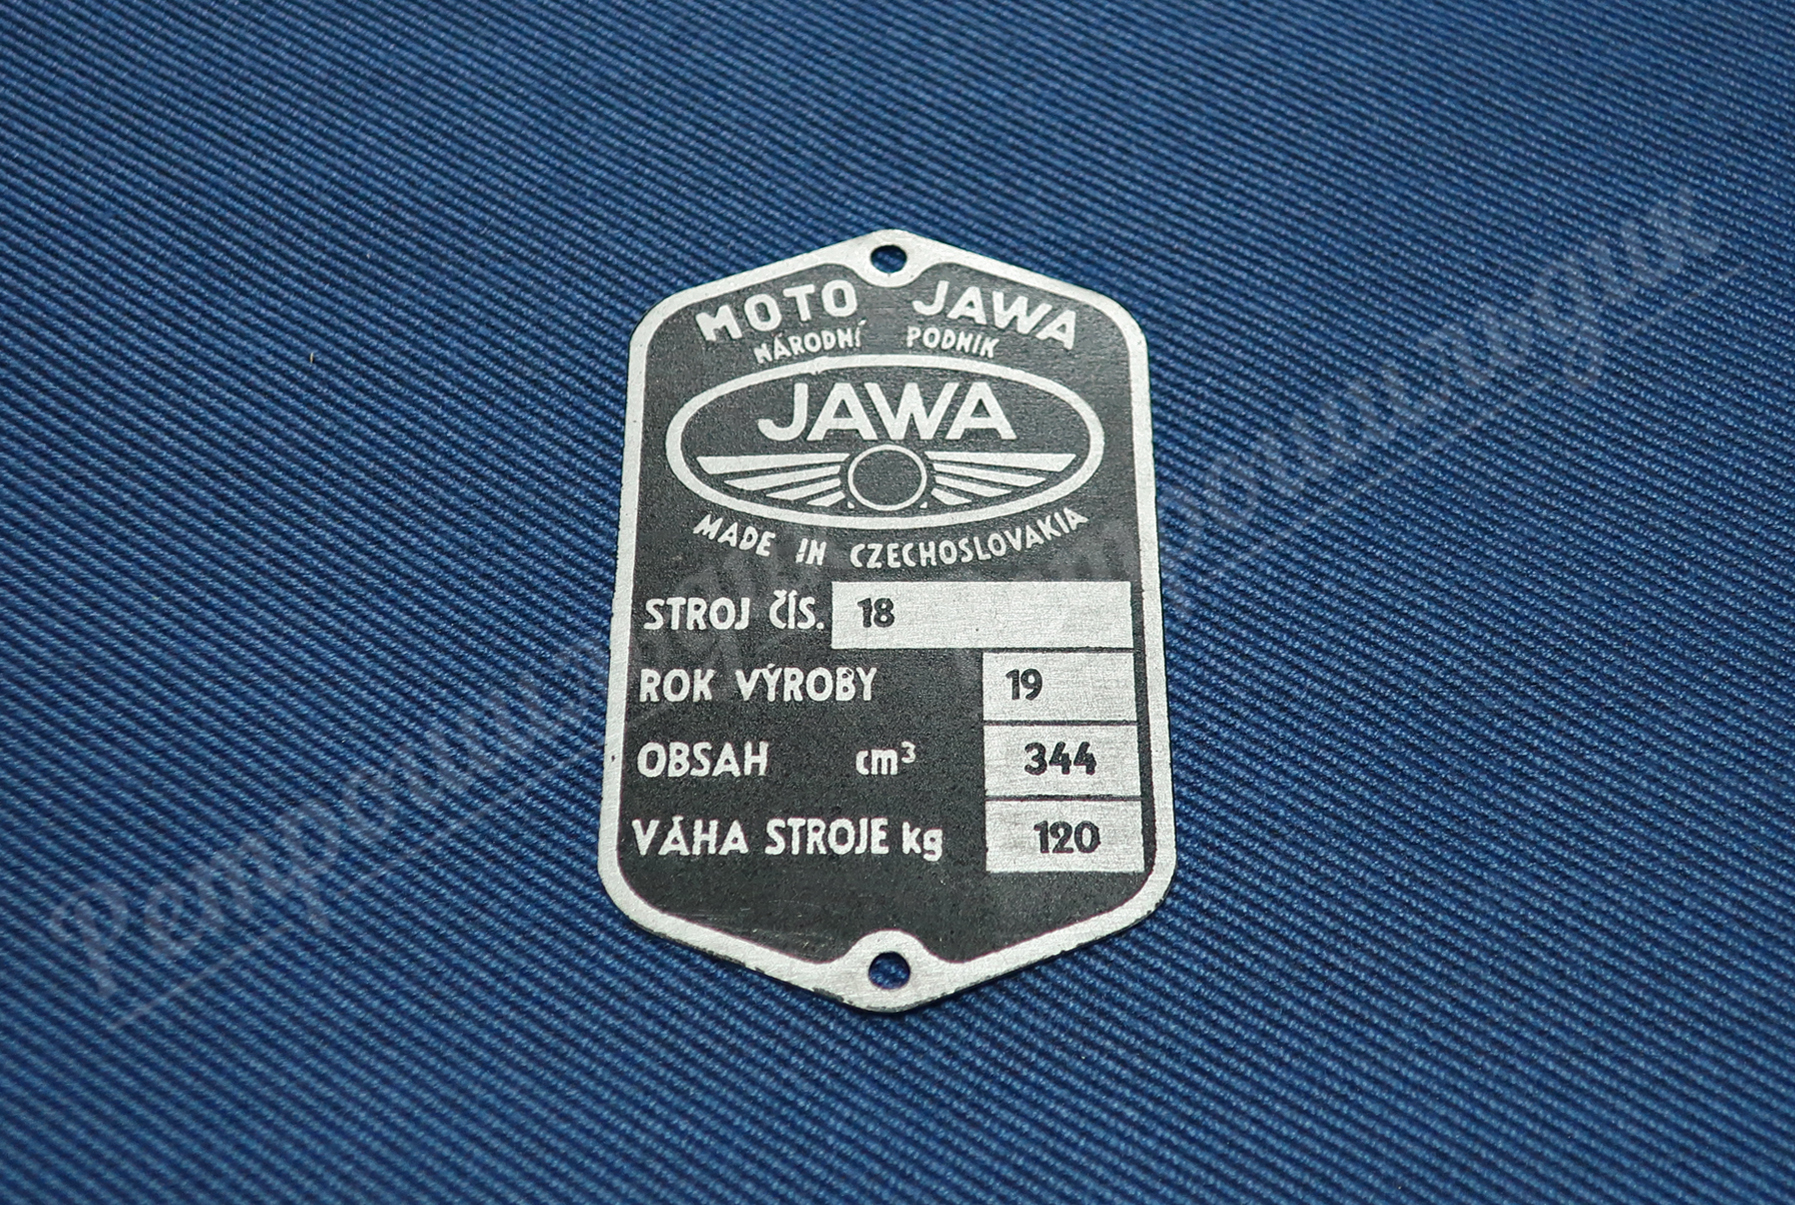 MOTO JAWA
NÁRODNÍ PODNIK
JAWA
MADE IN CZECHOSLOVAKIA
STROJ ČÍS. 18
ROK VÝROBY 19
OBSAH cm³ 344
VÁHA STROJE kg 120